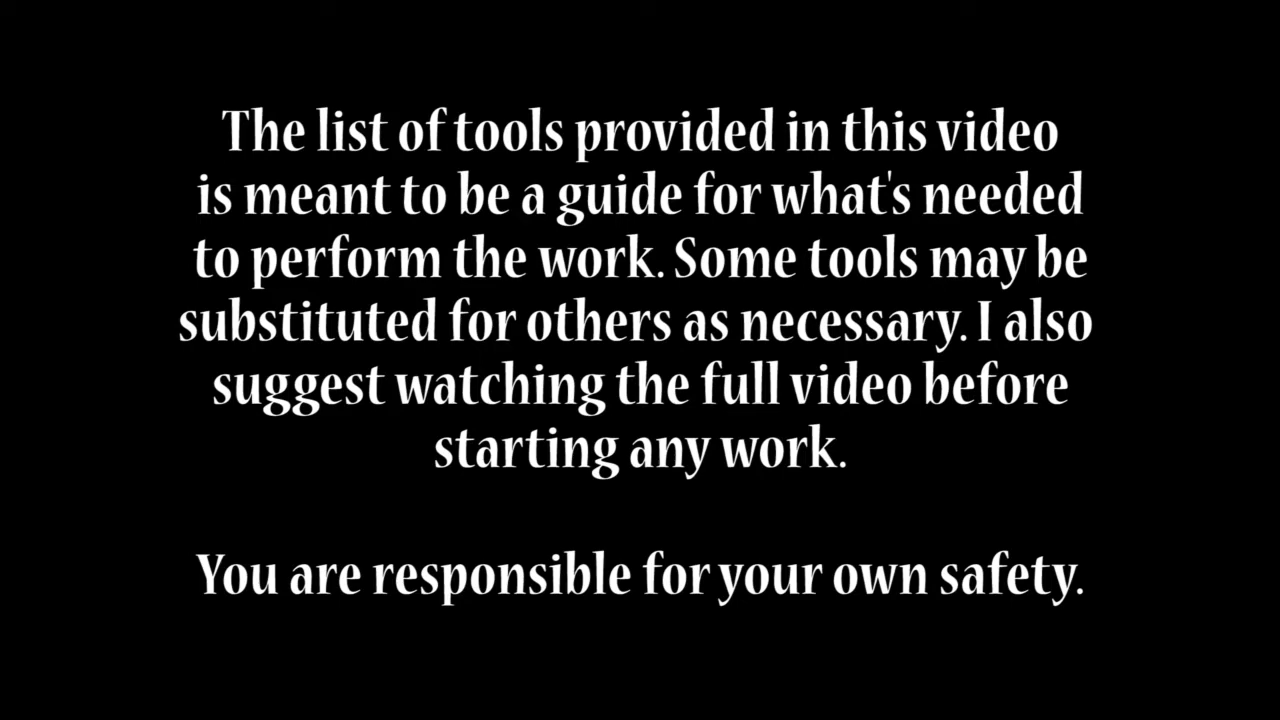 The list of tools provided in this video
is meant to be a guide for what's needed
to perform the work. Some tools may be
substituted for others as necessary. I also
suggest watching the full video before
starting any work.
You are responsible for your own safety.